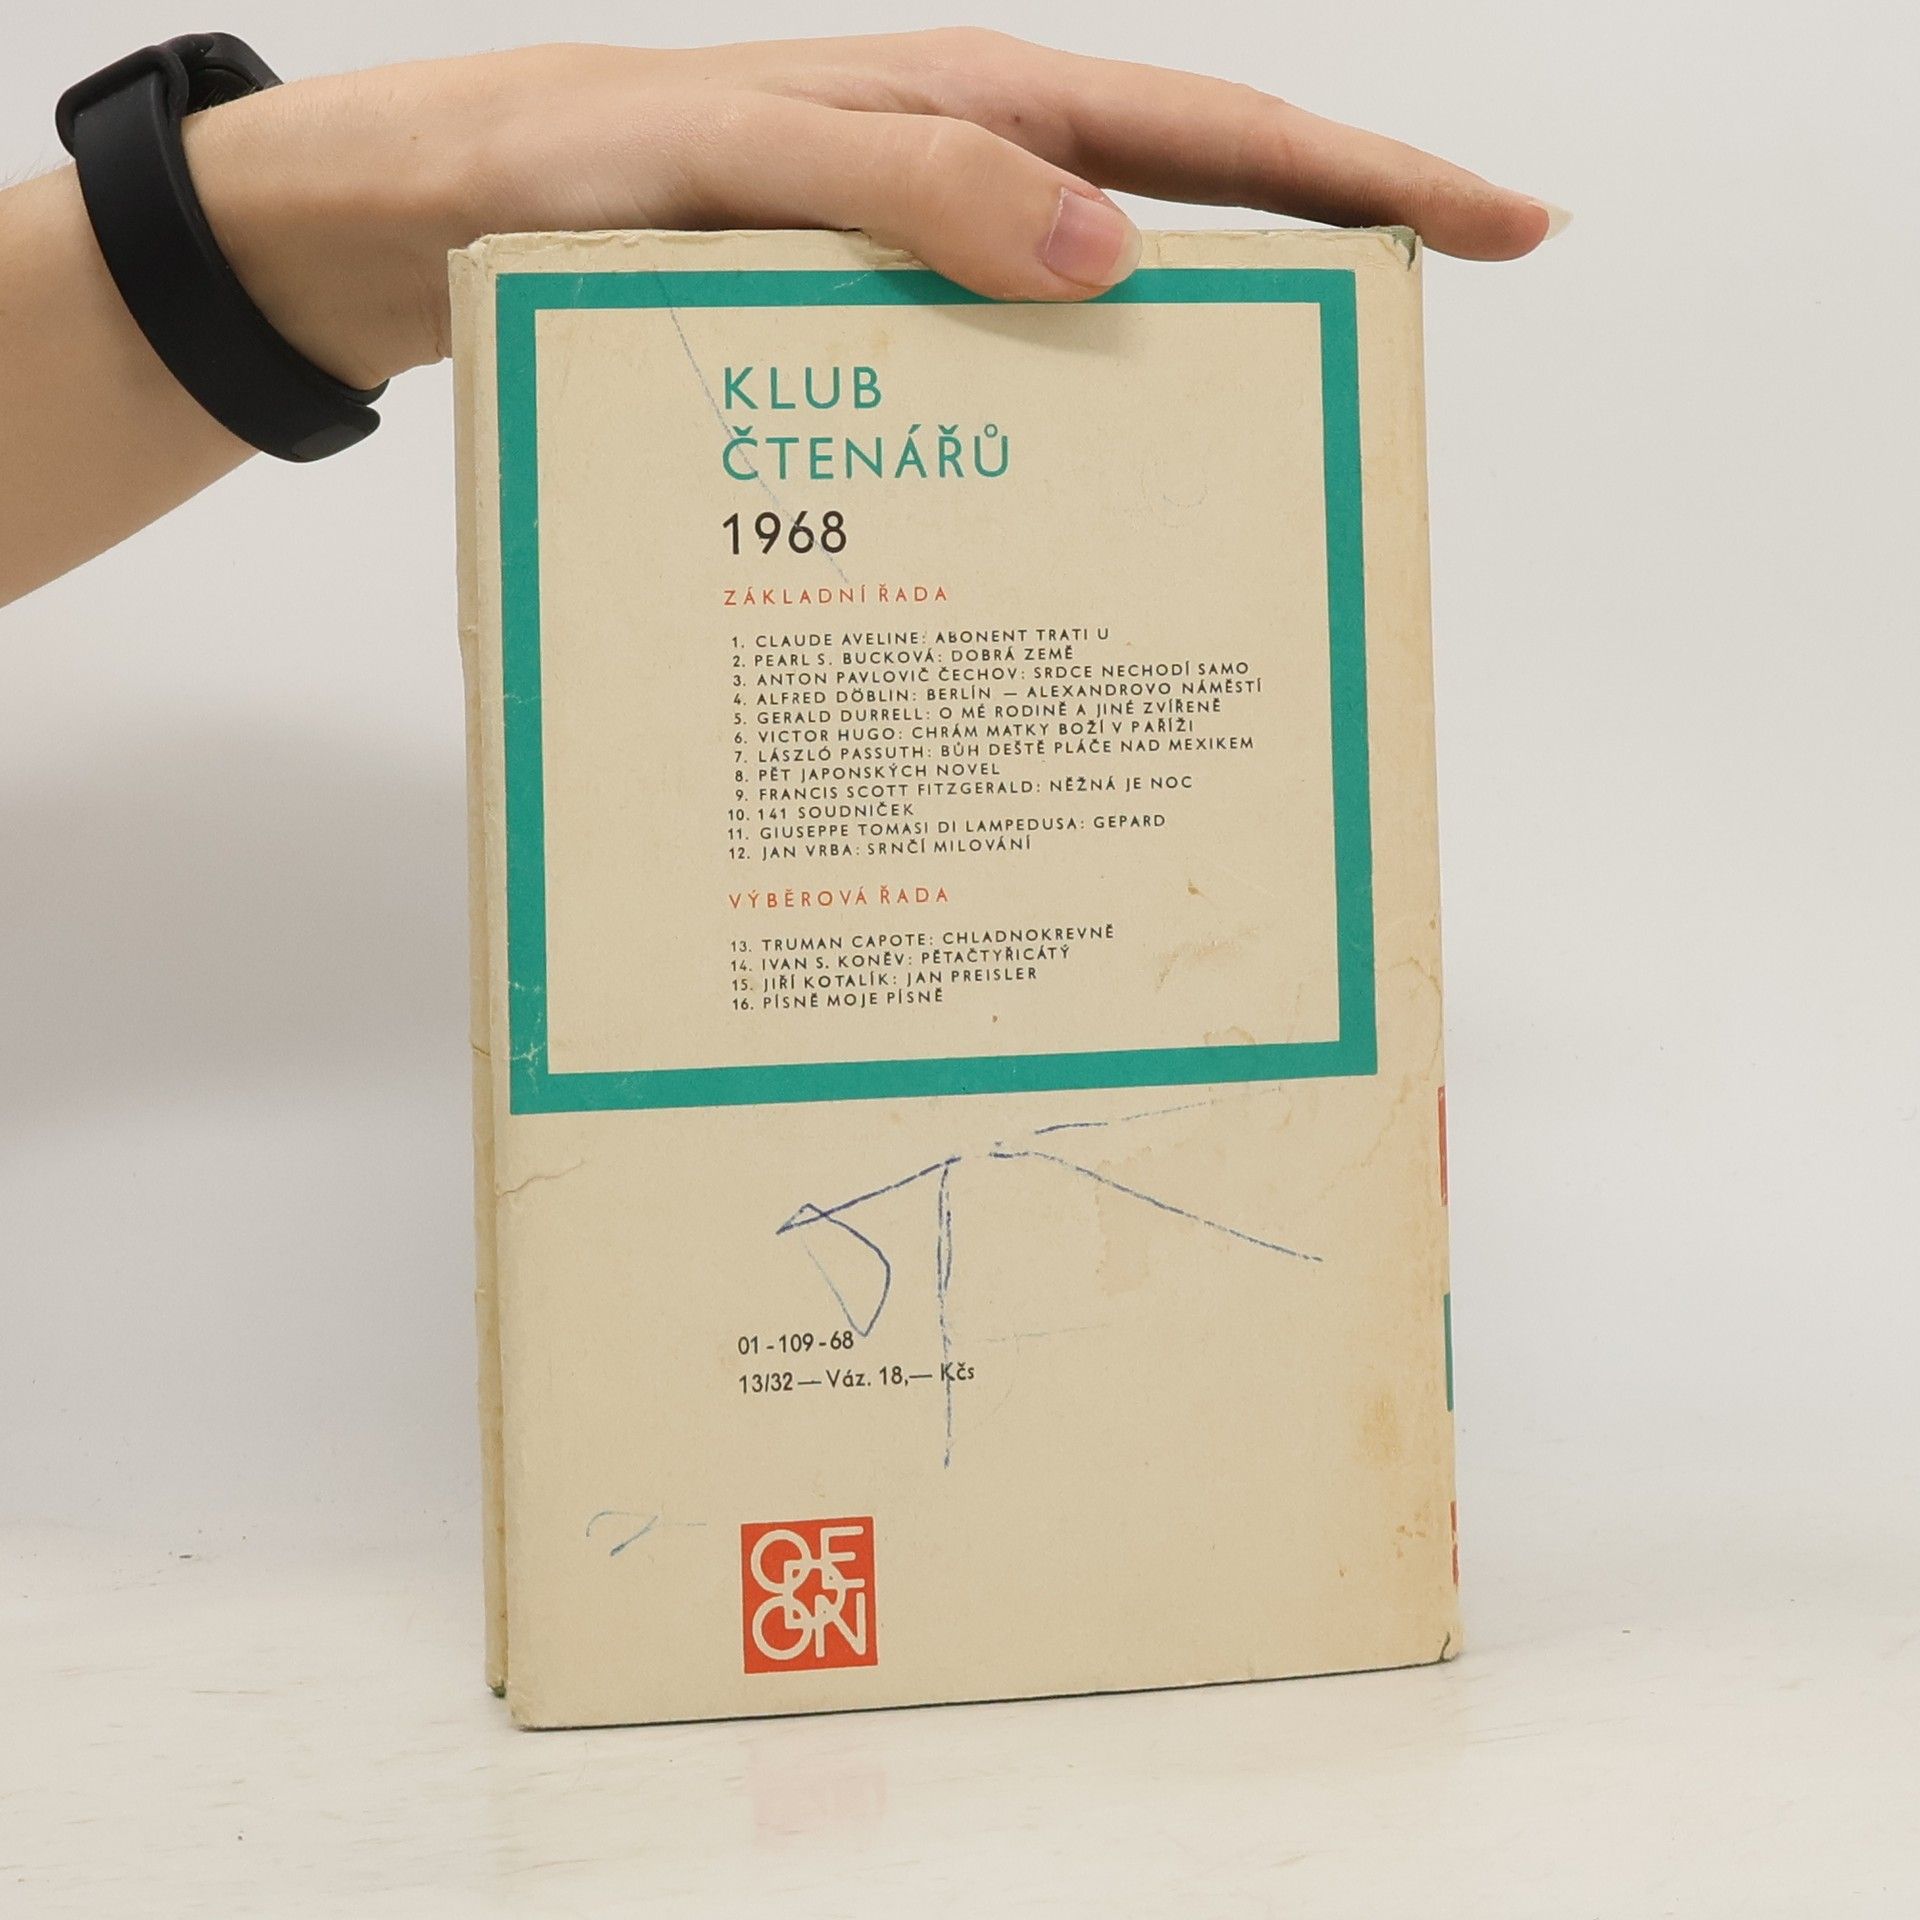 KLUB
ČTENÁŘŮ
1968
ZÁKLADNÍ ŘADA
1. CLAUDE AVELINE: ABONENT TRATI U
2. PEARL S. BUCKOVÁ: DOBRÁ ZEMĚ
3. ANTON PAVLOVIČ ČECHOV: SRDCE NECHODÍ SAMO
4. ALFRED DÖBLIN: BERLÍN — ALEXANDROVO NÁMĚSTÍ
5. GERALD DURRELL: O MÉ RODINĚ A JINÉ ZVÍŘENĚ
6. VICTOR HUGO: CHRÁM MATKY BOŽÍ V PAŘÍŽI
7. LÁSZLÓ PASSUTH: BŮH DEŠTĚ PLÁČE NAD MEXIKEM
8. PĚT JAPONSKÝCH NOVEL
9. FRANCIS SCOTT FITZGERALD: NĚŽNÁ JE NOC
10. 141 SOUDNIČEK
11. GIUSEPPE TOMASI DI LAMPEDUSA: GEPARD
12. JAN VRBA: SRNČÍ MILOVÁNÍ
VÝBĚROVÁ ŘADA
13. TRUMAN CAPOTE: CHLADNOKREVNĚ
14. IVAN S. KONĚV: PĚTAČTYŘICÁTÝ
15. JIŘÍ KOTALÍK: JAN PREISLER
16. PÍSNĚ MOJE PÍSNĚ
01-109-68
13/32 — Váz. 18,— Kčs
ODEON